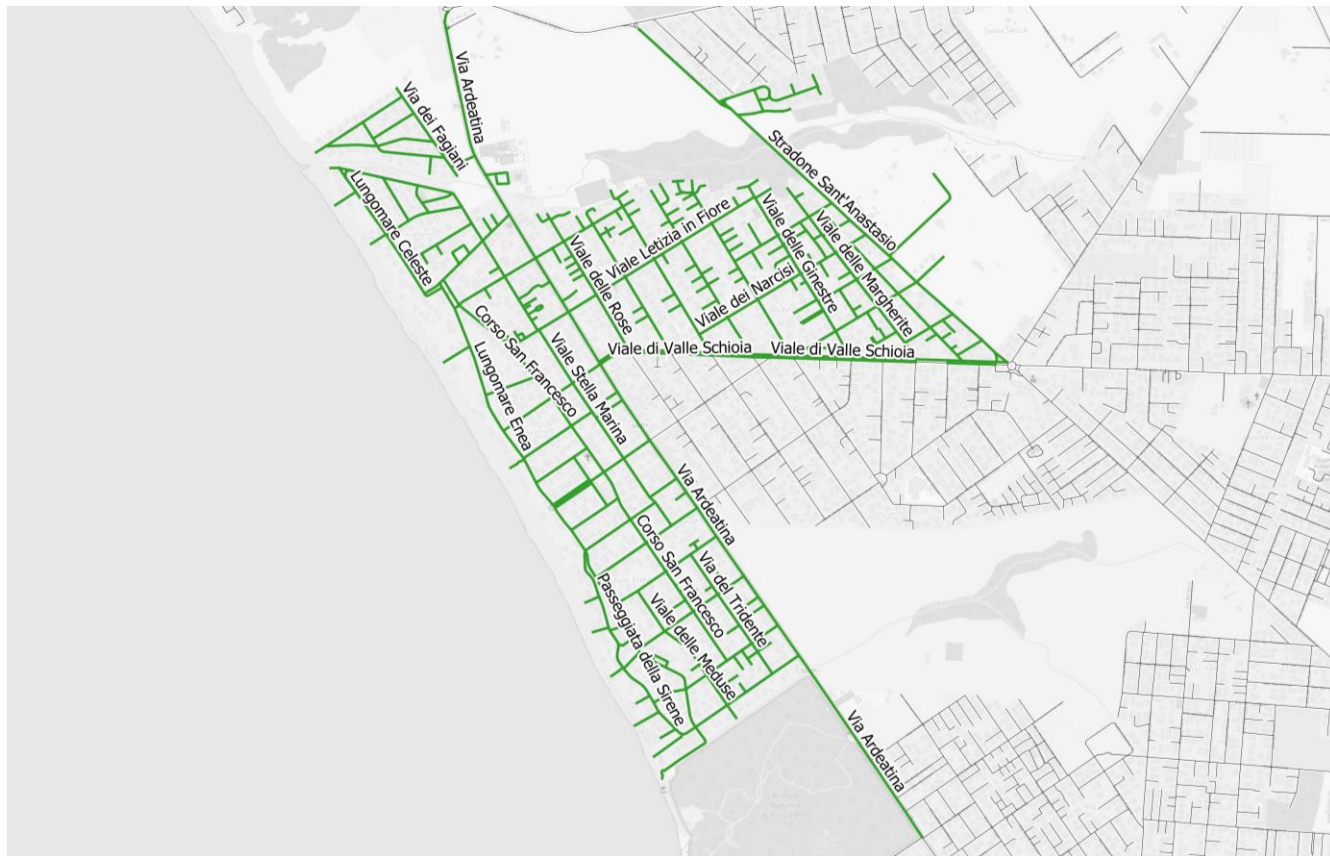 Via Ardeatina
Via dei Fagiani
Lungomare Celeste
Stradone Sant'Anastasio
Viale Letizia in Fiore
Viale delle Ginestre
Viale delle Margherite
Viale delle Rose
Viale dei Narcisi
Corso San Francesco
Lungomare Enea
Viale Stella Marina
Viale di Valle Schioia
Viale di Valle Schioia
Via Ardeatina
Corso San Francesco
Via del Tridente
Passeggiata della Sirene
Viale delle Meduse
Via Ardeatina